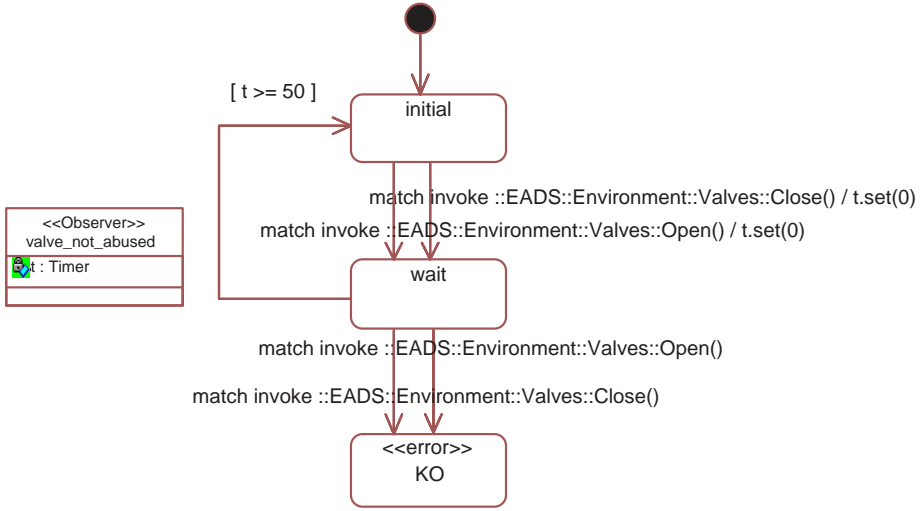 [ t >= 50 ]
initial
match invoke ::EADS::Environment::Valves::Close() / t.set(0)
match invoke ::EADS::Environment::Valves::Open() / t.set(0)
<<Observer>>
valve_not_abused
t : Timer
wait
match invoke ::EADS::Environment::Valves::Open()
match invoke ::EADS::Environment::Valves::Close()
<<error>>
KO